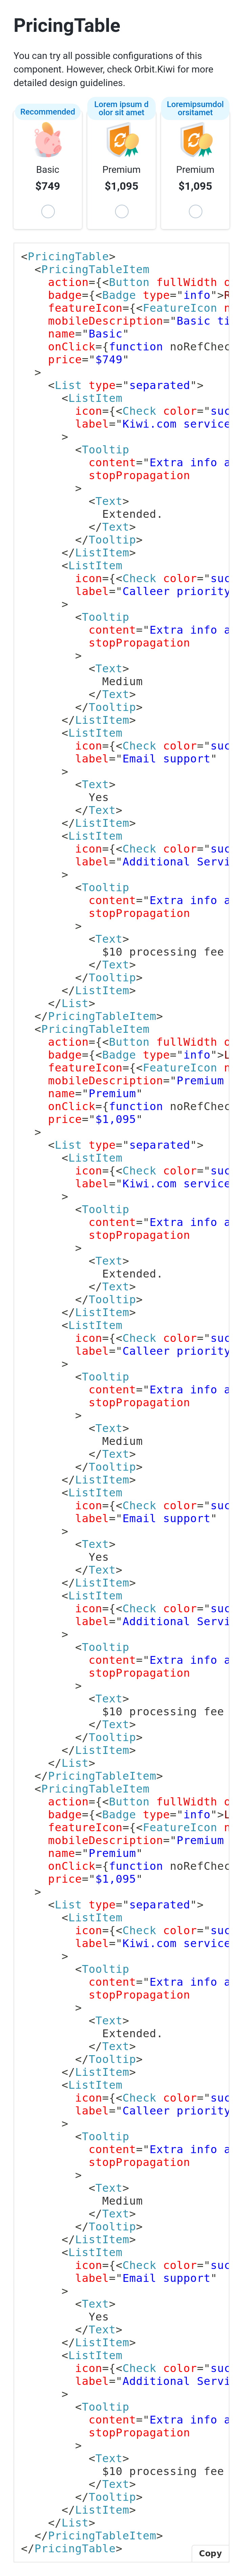 PricingTable
You can try all possible configurations of this
component. However, check Orbit.Kiwi for more
detailed design guidelines.
Recommended
Lorem ipsum d
olor sit amet
Loremipsumdol
orsitamet
Basic
Premium
Premium
$749
$1,095
$1,095
<PricingTable>
<PricingTableItem
action={<Button fullWidth
badge={<Badge type="info">R
featureIcon={<FeatureIcon n
mobileDescription="Basic ti
name="Basic"
onClick={function noRefChec
price="$749"
>
<List type="separated">
<ListItem
icon={<Check color="suc
label="Kiwi.com service
>
<Tooltip
content="Extra info a
stopPropagation
>
<Text>
Extended.
</Text>
</Tooltip>
</ListItem>
<ListItem
icon={<Check color="suc
label="Calleer priority
>
<Tooltip
content="Extra info a
stopPropagation
>
<Text>
Medium
</Text>
</Tooltip>
</ListItem>
<ListItem
icon={<Check color="suc
label="Email support"
>
<Text>
Yes
</Text>
</ListItem>
<ListItem
icon={<Check color="suc
label="Additional Servi
>
<Tooltip
content="Extra info a
stopPropagation
>
<Text>
$10 processing fee
</Text>
</Tooltip>
</ListItem>
</List>
</PricingTableItem>
<PricingTableItem
action={<Button fullWidth
badge={<Badge type="info">L
featureIcon={<FeatureIcon n
mobileDescription="Premium
name="Premium"
onClick={function noRefChec
price="$1,095"
>
<List type="separated">
<ListItem
icon={<Check color="suc
label="Kiwi.com service
>
<Tooltip
content="Extra info a
stopPropagation
>
<Text>
Extended.
</Text>
</Tooltip>
</ListItem>
<ListItem
icon={<Check color="suc
label="Calleer priority
>
<Tooltip
content="Extra info a
stopPropagation
>
<Text>
Medium
</Text>
</Tooltip>
</ListItem>
<ListItem
icon={<Check color="suc
label="Email support"
>
<Text>
Yes
</Text>
</ListItem>
<ListItem
icon={<Check color="suc
label="Additional Servi
>
<Tooltip
content="Extra info a
stopPropagation
>
<Text>
$10 processing fee
</Text>
</Tooltip>
</ListItem>
</List>
</PricingTableItem>
<PricingTableItem
action={<Button fullWidth
badge={<Badge type="info">L
featureIcon={<FeatureIcon n
mobileDescription="Premium
name="Premium"
onClick={function noRefChec
price="$1,095"
>
<List type="separated">
<ListItem
icon={<Check color="suc
label="Kiwi.com service
>
<Tooltip
content="Extra info a
stopPropagation
>
<Text>
Extended.
</Text>
</Tooltip>
</ListItem>
<ListItem
icon={<Check color="suc
label="Calleer priority
>
<Tooltip
content="Extra info a
stopPropagation
>
<Text>
Medium
</Text>
</Tooltip>
</ListItem>
<ListItem
icon={<Check color="suc
label="Email support"
>
<Text>
Yes
</Text>
</ListItem>
<ListItem
icon={<Check color="suc
label="Additional Servi
>
<Tooltip
content="Extra info a
stopPropagation
>
<Text>
$10 processing fee
</Text>
</Tooltip>
</ListItem>
</List>
</PricingTableItem>
</PricingTable>
Copy